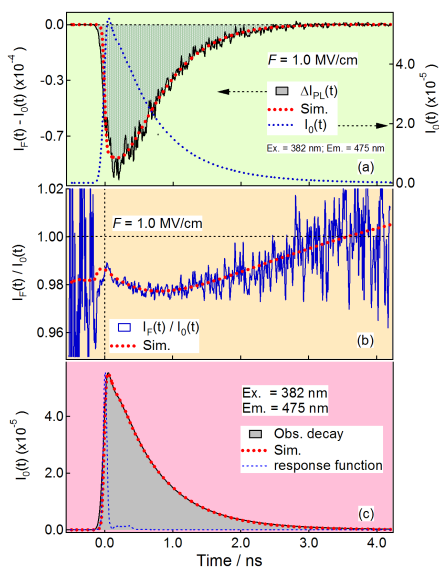 0.0
-0.3
-0.7
I_F(t) – I_0(t) (x10^-4)
F = 1.0 MV/cm
ΔI_PL(t)
Sim.
I_0(t)
Ex. = 382 nm; Em. = 475 nm
(a)
4.0
2.0
0.0
I_0(t) (x10^-5)
1.02
1.00
0.98
0.96
I_F(t) / I_0(t)
F = 1.0 MV/cm
I_F(t) / I_0(t)
Sim.
(b)
4.0
2.0
0.0
I_0(t) (x10^-5)
Ex. = 382 nm
Em. = 475 nm
Obs. decay
Sim.
response function
(c)
0.0 1.0 2.0 3.0 4.0
Time / ns